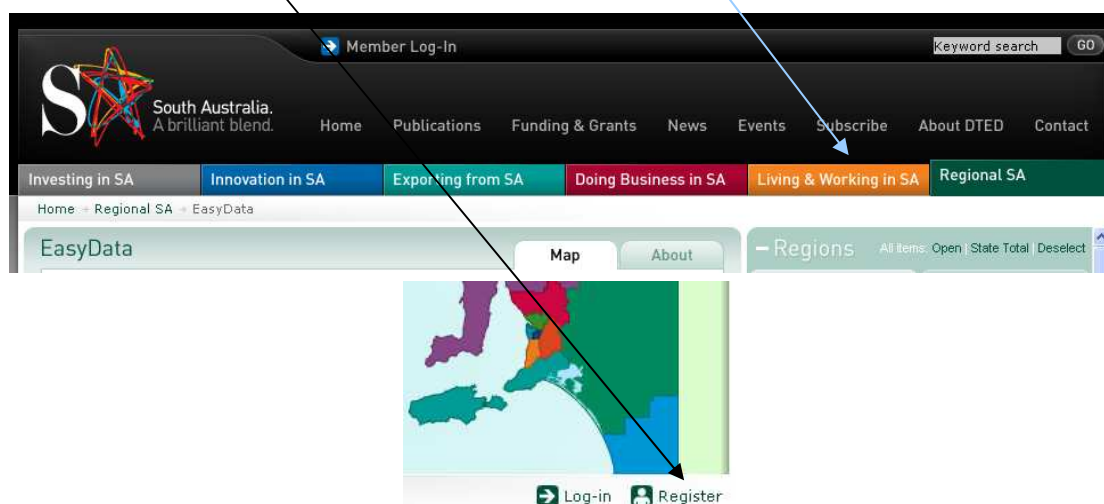 Member Log-In
Keyword search GO
SA
South Australia.
A brilliant blend.
Home Publications Funding & Grants News Events Subscribe About DTED Contact
Investing in SA Innovation in SA Exporting from SA Doing Business in SA Living & Working in SA Regional SA
Home Regional SA EasyData
EasyData Map About Regions All items: Open | State Total | Deselect
Log-in Register